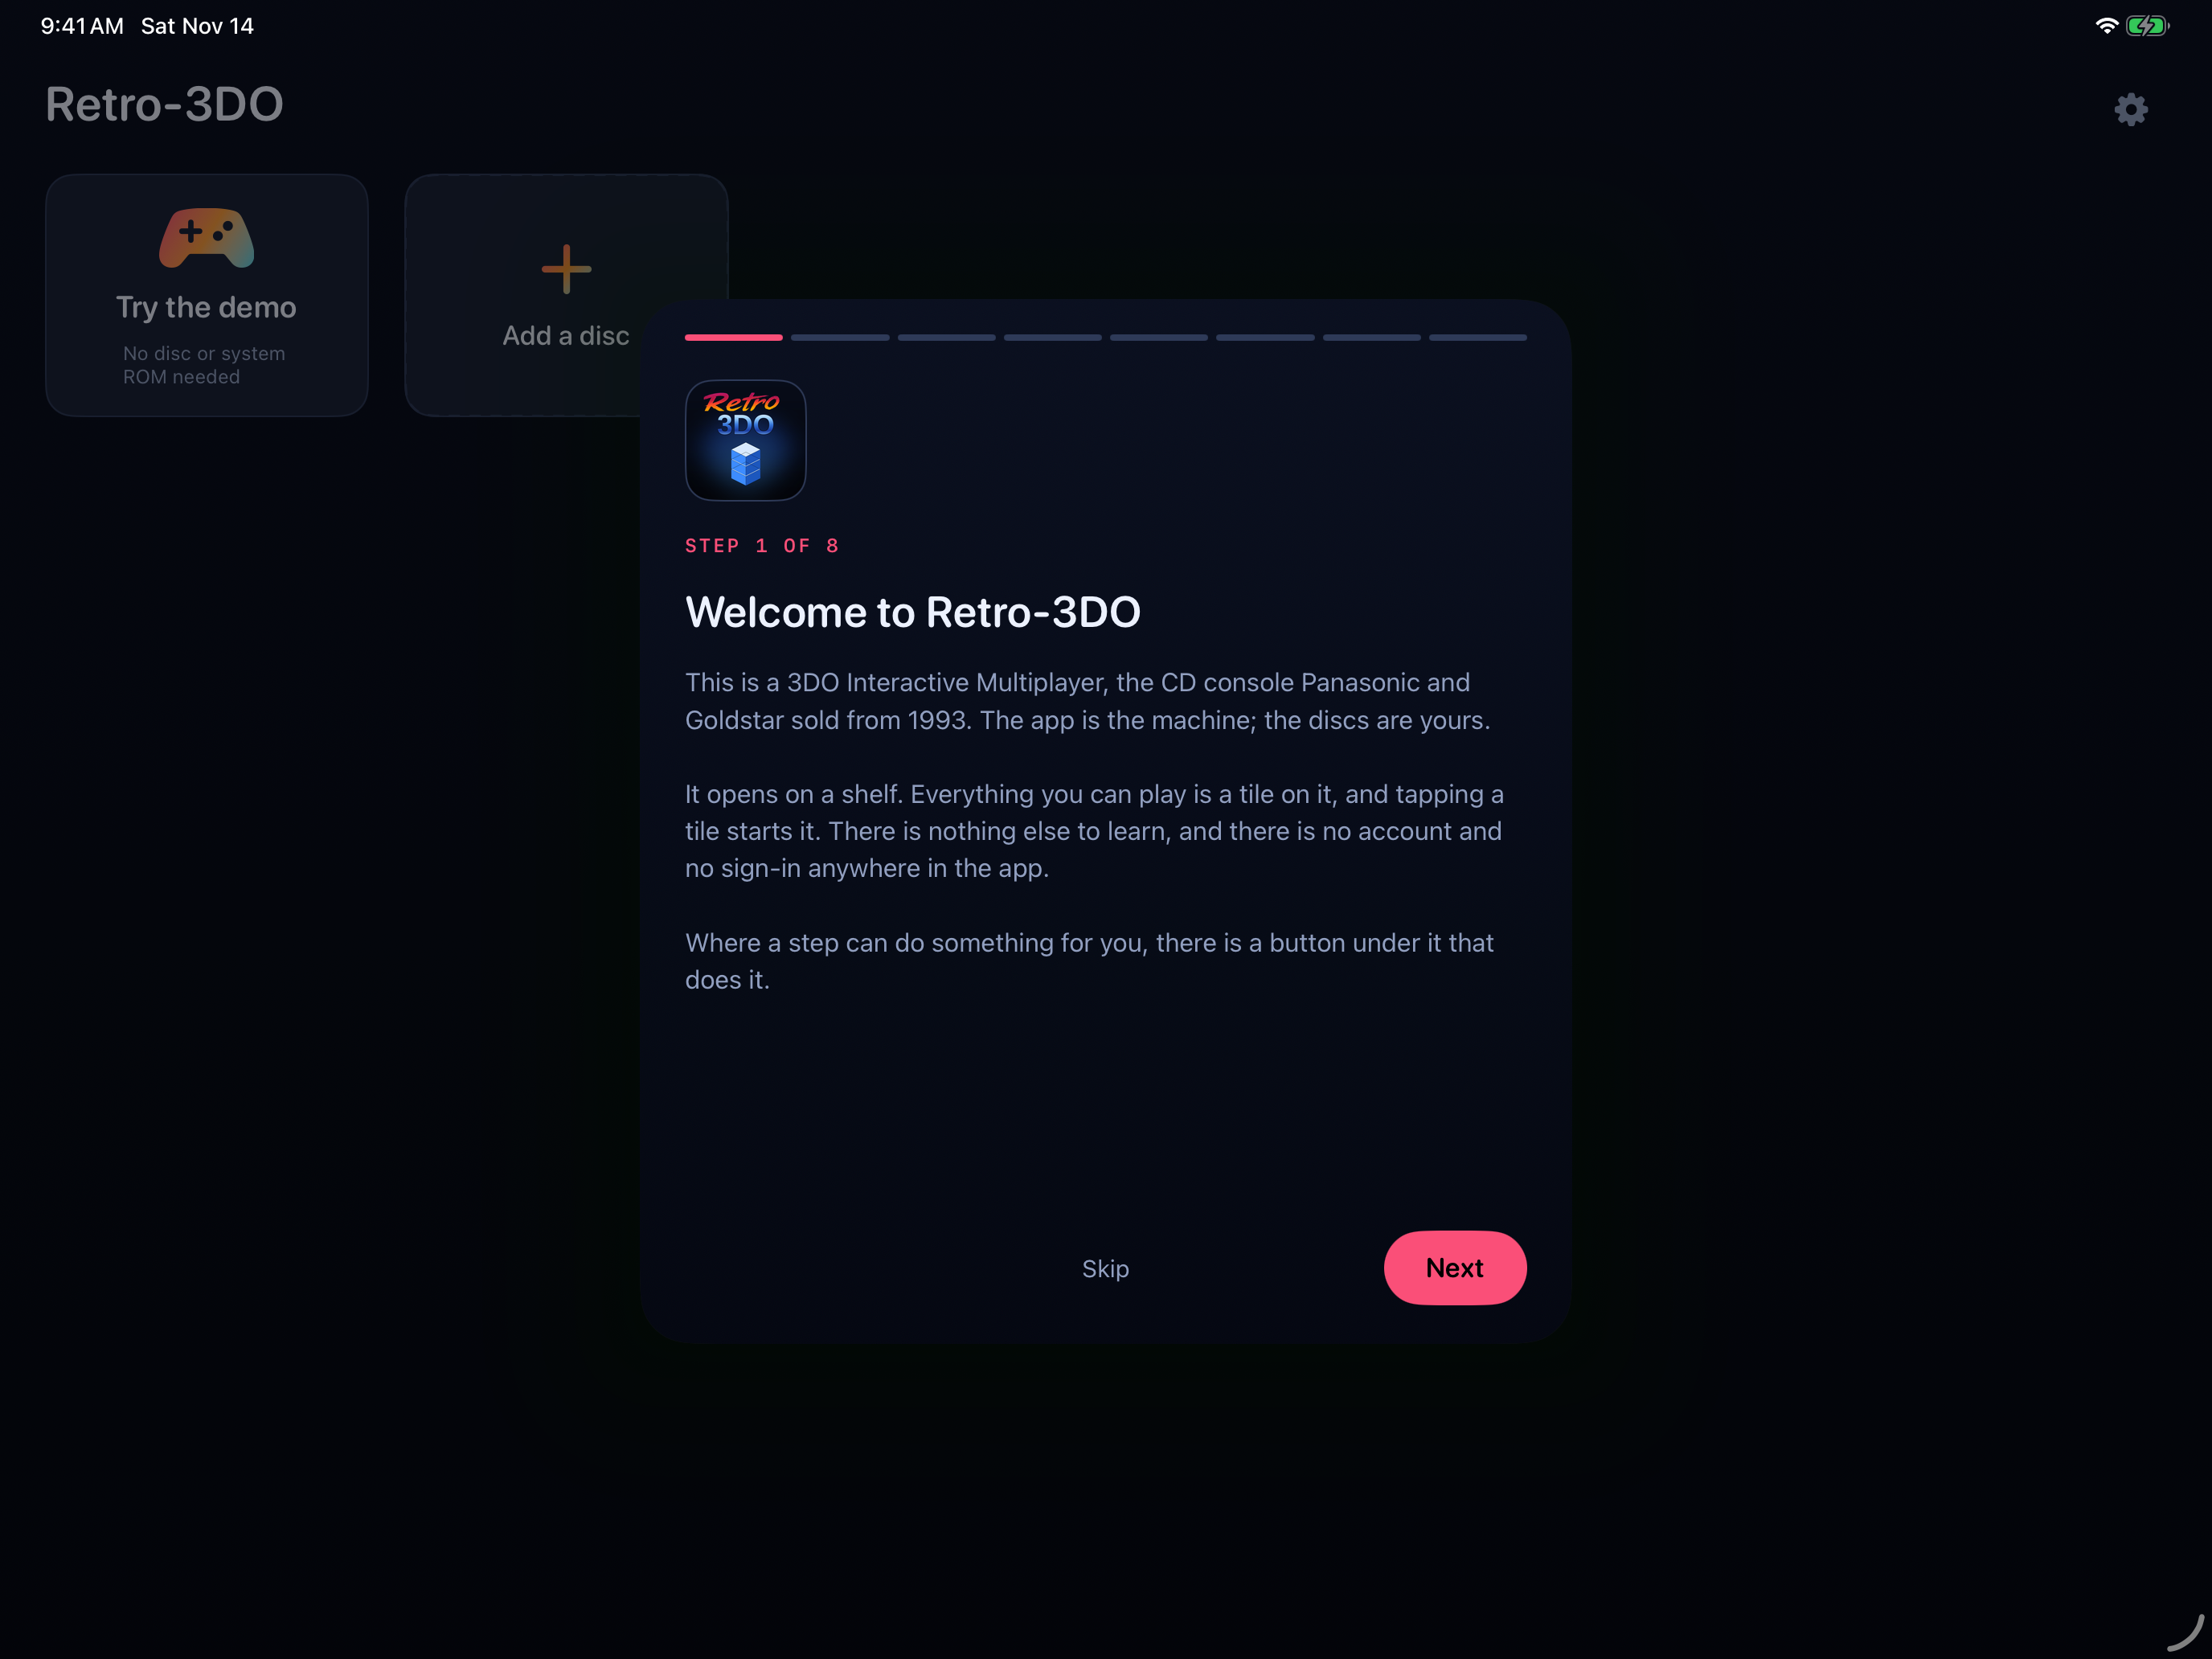 9:41 AM Sat Nov 14
Retro-3DO
Try the demo
No disc or system
ROM needed
Add a disc
Retro
3DO
STEP 1 OF 8
Welcome to Retro-3DO
This is a 3DO Interactive Multiplayer, the CD console Panasonic and
Goldstar sold from 1993. The app is the machine; the discs are yours.
It opens on a shelf. Everything you can play is a tile on it, and tapping a
tile starts it. There is nothing else to learn, and there is no account and
no sign-in anywhere in the app.
Where a step can do something for you, there is a button under it that
does it.
Skip
Next